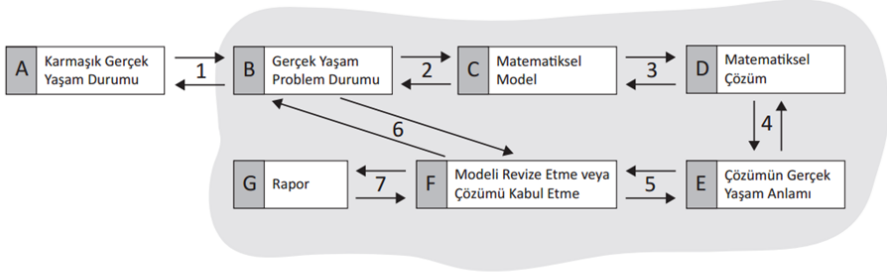 A
Karmaşık Gerçek
Yaşam Durumu
1
B
Gerçek Yaşam
Problem Durumu
2
C
Matematiksel
Model
3
D
Matematiksel
Çözüm
4
6
G
Rapor
7
F
Modeli Revize Etme veya
Çözümü Kabul Etme
5
E
Çözümün Gerçek
Yaşam Anlamı